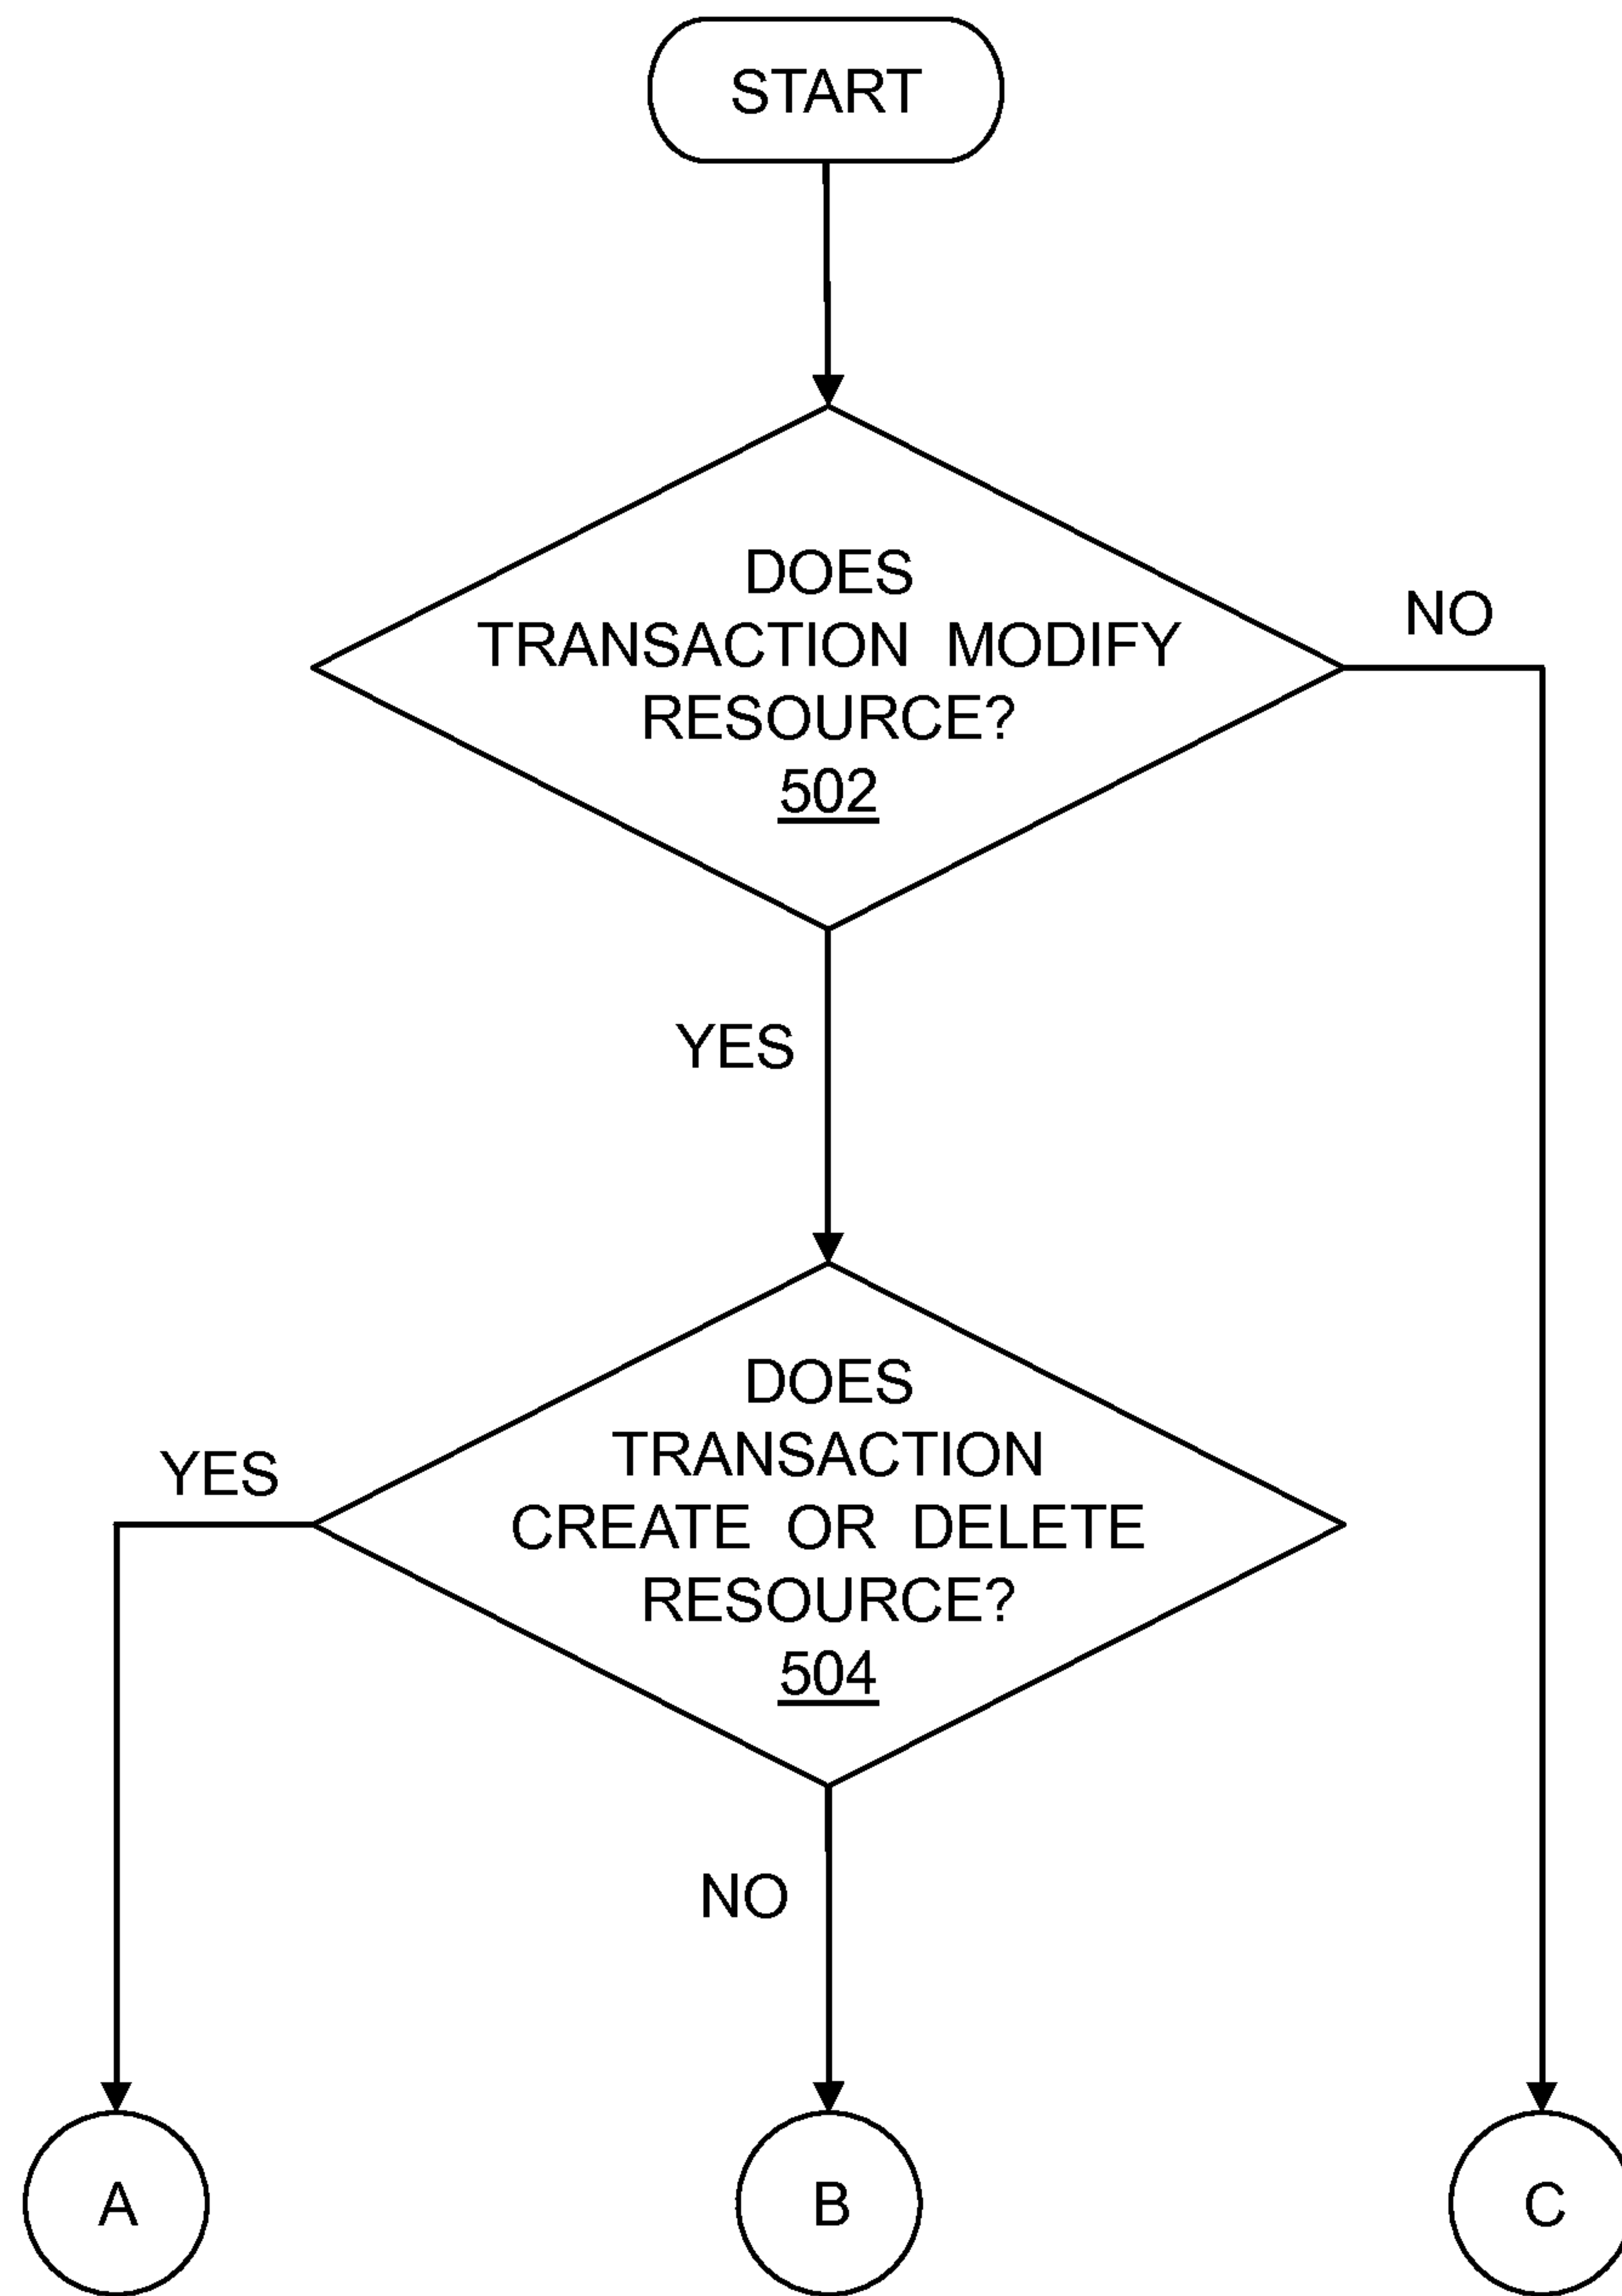 START
DOES
TRANSACTION MODIFY
RESOURCE?
502
NO
YES
DOES
TRANSACTION
CREATE OR DELETE
RESOURCE?
504
YES
NO
A
B
C